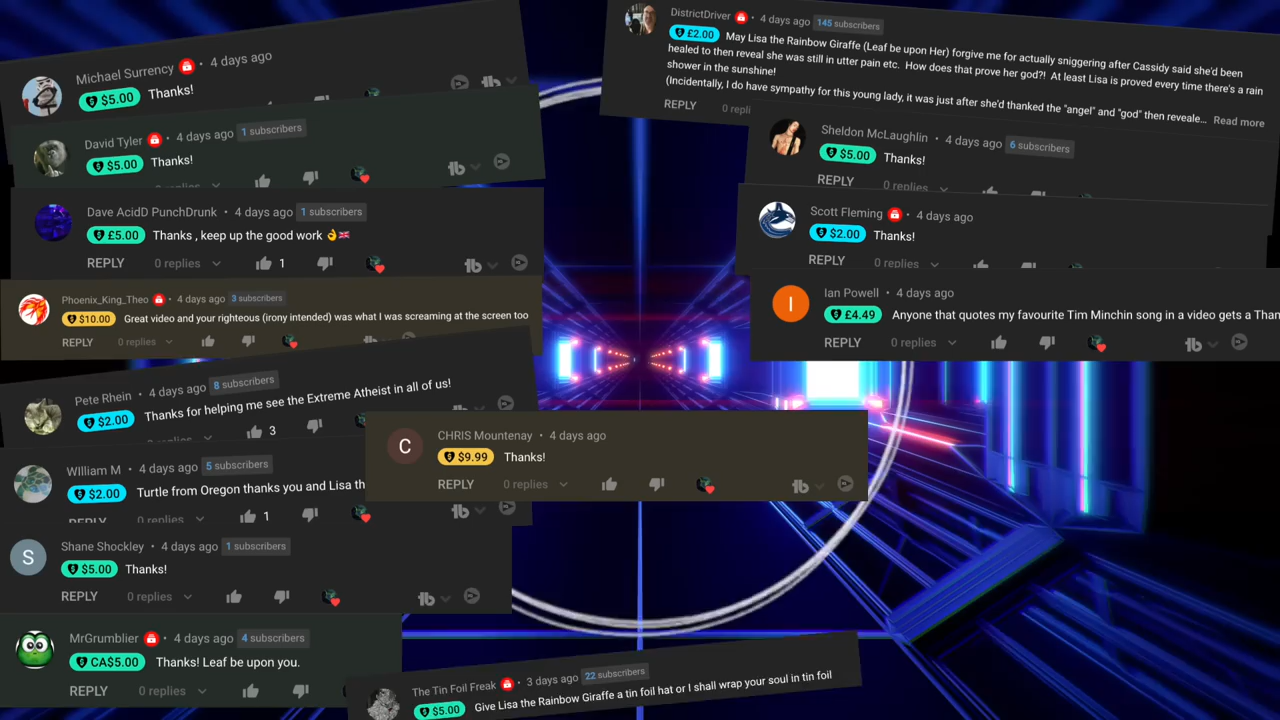 Michael Surrency • 4 days ago
$5.00 Thanks!
David Tyler • 4 days ago 1 subscribers
$5.00 Thanks!
0 replies
Dave AcidD PunchDrunk • 4 days ago 1 subscribers
£5.00 Thanks , keep up the good work 👌🇬🇧
REPLY 0 replies 1
Phoenix_King_Theo • 4 days ago 3 subscribers
$10.00 Great video and your righteous (irony intended) was what I was screaming at the screen too
REPLY 0 replies
Pete Rhein • 4 days ago 8 subscribers
$2.00 Thanks for helping me see the Extreme Atheist in all of us!
0 replies 3
WIlliam M • 4 days ago 5 subscribers
$2.00 Turtle from Oregon thanks you and Lisa th
REPLY 0 replies 1
Shane Shockley • 4 days ago 1 subscribers
S
$5.00 Thanks!
REPLY 0 replies
MrGrumblier • 4 days ago 4 subscribers
CA$5.00 Thanks! Leaf be upon you.
REPLY 0 replies
DistrictDriver • 4 days ago 145 subscribers
£2.00 May Lisa the Rainbow Giraffe (Leaf be upon Her) forgive me for actually sniggering after Cassidy said she'd been
healed to then reveal she was still in utter pain etc. How does that prove her god?! At least Lisa is proved every time there's a rain
shower in the sunshine!
(Incidentally, I do have sympathy for this young lady, it was just after she'd thanked the "angel" and "god" then reveale... Read more
REPLY 0 repli
Sheldon McLaughlin • 4 days ago 6 subscribers
$5.00 Thanks!
REPLY 0 replies
Scott Fleming • 4 days ago
$2.00 Thanks!
REPLY 0 replies
Ian Powell • 4 days ago
I
£4.49 Anyone that quotes my favourite Tim Minchin song in a video gets a Than
REPLY 0 replies
CHRIS Mountenay • 4 days ago
C
$9.99 Thanks!
REPLY 0 replies
The Tin Foil Freak • 3 days ago 22 subscribers
$5.00 Give Lisa the Rainbow Giraffe a tin foil hat or I shall wrap your soul in tin foil